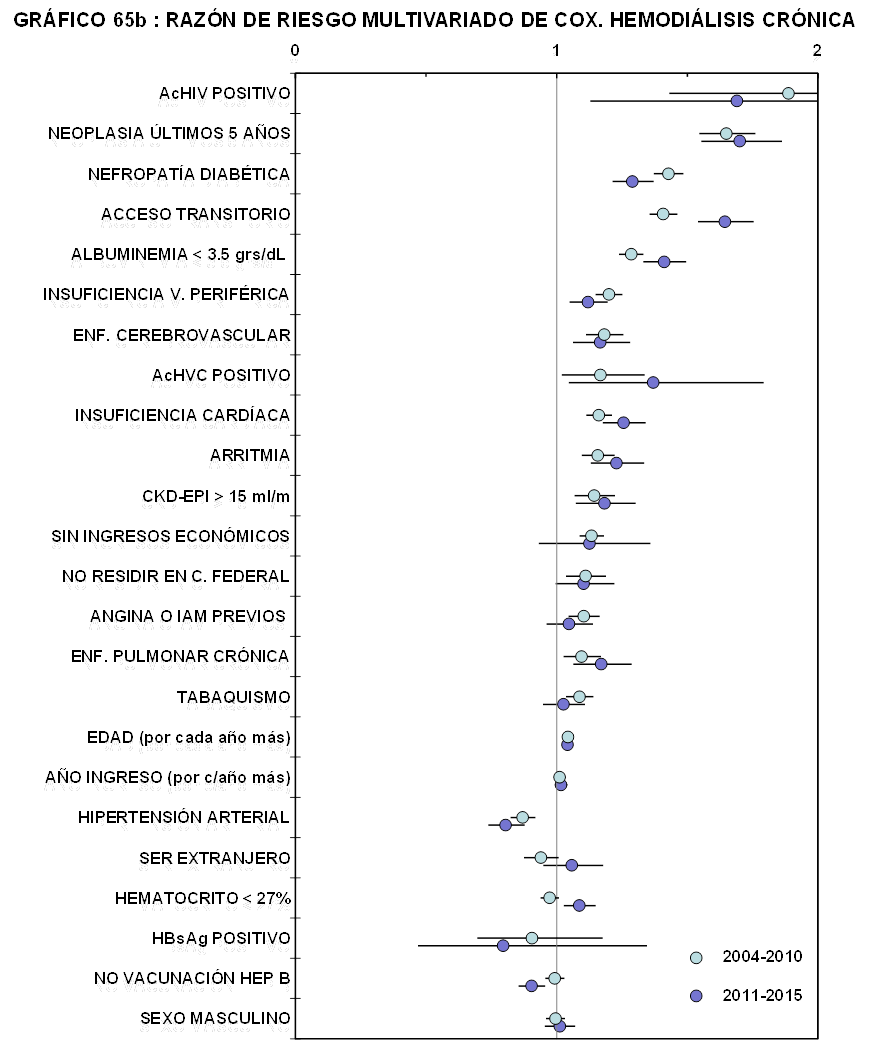 GRÁFICO 65b : RAZÓN DE RIESGO MULTIVARIADO DE COX. HEMODIÁLISIS CRÓNICA
0 1 2
AcHIV POSITIVO
NEOPLASIA ÚLTIMOS 5 AÑOS
NEFROPATÍA DIABÉTICA
ACCESO TRANSITORIO
ALBUMINEMIA < 3.5 grs/dL
INSUFICIENCIA V. PERIFÉRICA
ENF. CEREBROVASCULAR
AcHVC POSITIVO
INSUFICIENCIA CARDÍACA
ARRITMIA
CKD-EPI > 15 ml/m
SIN INGRESOS ECONÓMICOS
NO RESIDIR EN C. FEDERAL
ANGINA O IAM PREVIOS
ENF. PULMONAR CRÓNICA
TABAQUISMO
EDAD (por cada año más)
AÑO INGRESO (por c/año más)
HIPERTENSIÓN ARTERIAL
SER EXTRANJERO
HEMATOCRITO < 27%
HBsAg POSITIVO
NO VACUNACIÓN HEP B
SEXO MASCULINO
2004-2010
2011-2015